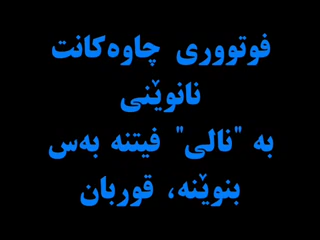 فوتووری چاوەکانت
نانوێنی
بە "نالی" فیتنە بەس
بنوێنە، قوربان